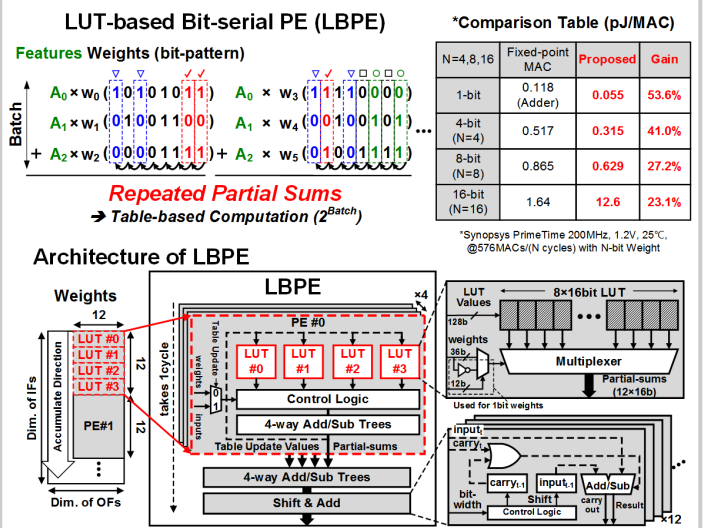 LUT-based Bit-serial PE (LBPE)
Features Weights (bit-pattern)
Batch
A0 × w0 ( 1 0 1 0 1 0 1 1 )
A1 × w1 ( 0 0 0 0 1 1 0 0 )
+ A2 × w2 ( 0 0 0 0 1 1 1 1 )
+
A0 × w3 ( 1 1 1 1 0 0 0 0 )
A1 × w4 ( 0 0 1 0 0 1 0 1 )
A2 × w5 ( 0 1 0 0 1 1 1 1 )
...
Repeated Partial Sums
➔ Table-based Computation (2^Batch)
*Comparison Table (pJ/MAC)
N=4,8,16 Fixed-point MAC Proposed Gain
1-bit 0.118 (Adder) 0.055 53.6%
4-bit (N=4) 0.517 0.315 41.0%
8-bit (N=8) 0.865 0.629 27.2%
16-bit (N=16) 1.64 12.6 23.1%
*Synopsys PrimeTime 200MHz, 1.2V, 25℃,
@576MACs/(N cycles) with N-bit Weight
Architecture of LBPE
Weights
12
Dim. of IFs
Accumulate Direction
LUT #0
LUT #1
LUT #2
LUT #3
12
PE#1
12
Dim. of OFs
LBPE
×4
takes 1cycle
PE #0
Table Update
weights
inputs
0
1
LUT #0
LUT #1
LUT #2
LUT #3
Control Logic
4-way Add/Sub Trees
Table Update Values
Partial-sums
4-way Add/Sub Trees
Shift & Add
LUT Values
8×16bit LUT
128b
weights
36b
12b
Multiplexer
Partial-sums (12×16b)
Used for 1bit weights
input t
carry t
carry t-1
input t-1
Add/Sub
bit-width
Shift
Control Logic
carry out
Result
×12